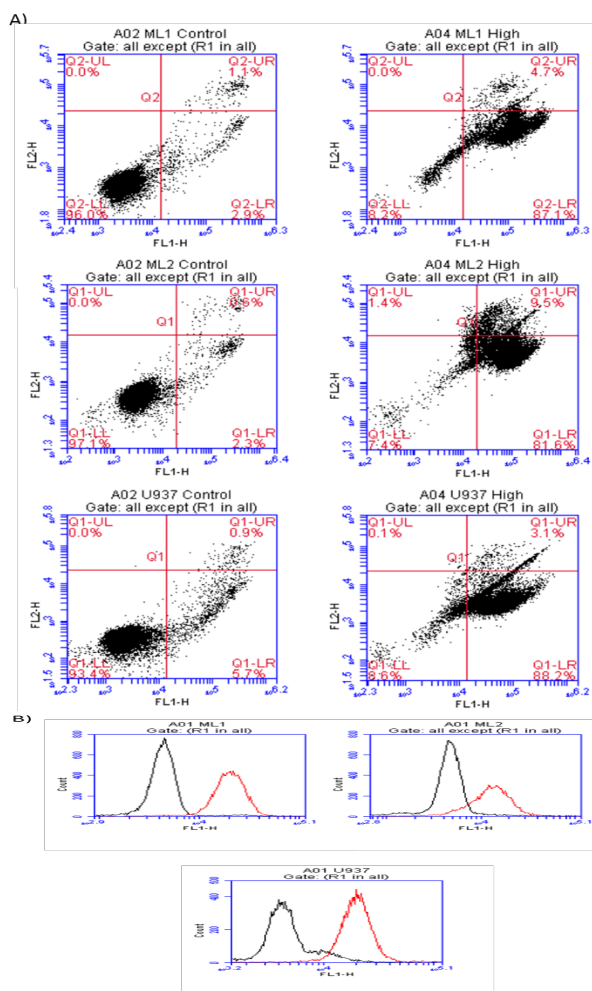 A)
A02 ML1 Control
Gate: all except (R1 in all)
Q2-UL
0.0%
Q2-UR
1.1%
Q2
Q2-LL
96.0%
Q2-LR
2.9%
FL2-H
FL1-H
A04 ML1 High
Gate: all except (R1 in all)
Q2-UL
0.0%
Q2-UR
4.7%
Q2
Q2-LL
8.2%
Q2-LR
87.1%
FL2-H
FL1-H
A02 ML2 Control
Gate: all except (R1 in all)
Q1-UL
0.0%
Q1-UR
0.6%
Q1
Q1-LL
97.1%
Q1-LR
2.3%
FL2-H
FL1-H
A04 ML2 High
Gate: all except (R1 in all)
Q1-UL
1.4%
Q1-UR
9.5%
Q1-LL
7.4%
Q1-LR
81.6%
FL2-H
FL1-H
A02 U937 Control
Gate: all except (R1 in all)
Q1-UL
0.0%
Q1-UR
0.9%
Q1
Q1-LL
93.4%
Q1-LR
5.7%
FL2-H
FL1-H
A04 U937 High
Gate: all except (R1 in all)
Q1-UL
0.1%
Q1-UR
3.1%
Q1
Q1-LL
8.6%
Q1-LR
88.2%
FL2-H
FL1-H
B)
A01 ML1
Gate: (R1 in all)
Count
FL1-H
A01 ML2
Gate: all except (R1 in all)
Count
FL1-H
A01 U937
Gate: (R1 in all)
Count
FL1-H